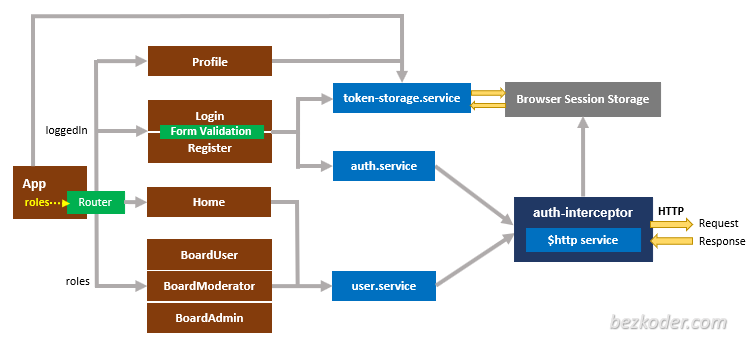 Profile
token-storage.service
Browser Session Storage
Login
Form Validation
Register
loggedIn
auth.service
App
roles
Router
Home
auth-interceptor
$http service
HTTP
Request
Response
BoardUser
BoardModerator
BoardAdmin
roles
user.service
bezkoder.com